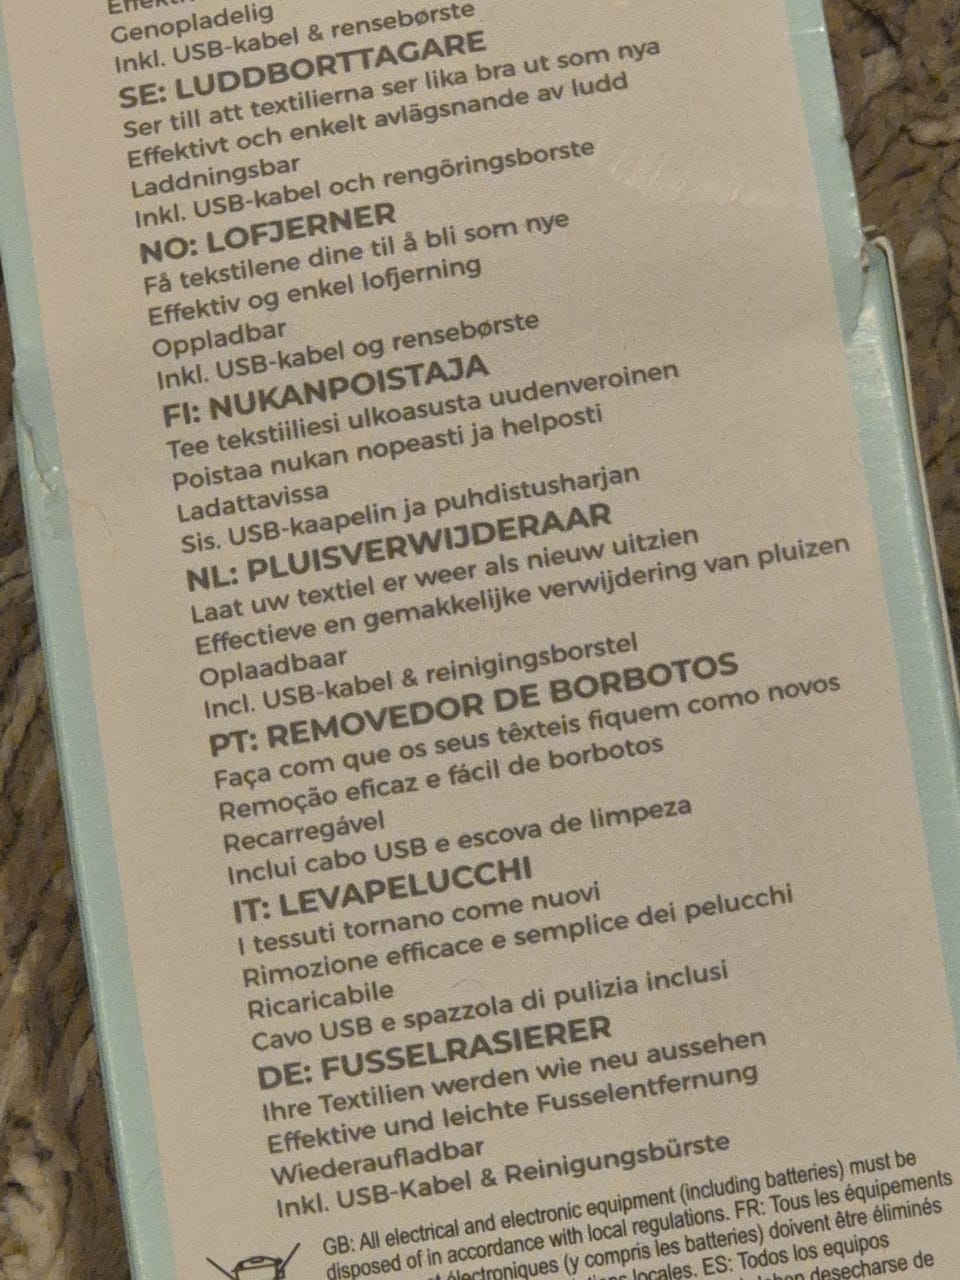 Genopladelig
Inkl. USB-kabel & rensebørste
SE: LUDDBORTTAGARE
Ser till att textilierna ser lika bra ut som nya
Effektivt och enkelt avlägsnande av ludd
Laddningsbar
Inkl. USB-kabel och rengöringsborste
NO: LOFJERNER
Få tekstilene dine til å bli som nye
Effektiv og enkel lofjerning
Oppladbar
Inkl. USB-kabel og rensebørste
FI: NUKANPOISTAJA
Tee tekstiiliesi ulkoasusta uudenveroinen
Poistaa nukan nopeasti ja helposti
Ladattavissa
Sis. USB-kaapelin ja puhdistusharjan
NL: PLUISVERWIJDERAAR
Laat uw textiel er weer als nieuw uitzien
Effectieve en gemakkelijke verwijdering van pluizen
Oplaadbaar
Incl. USB-kabel & reinigingsborstel
PT: REMOVEDOR DE BORBOTOS
Faça com que os seus têxteis fiquem como novos
Remoção eficaz e fácil de borbotos
Recarregável
Inclui cabo USB e escova de limpeza
IT: LEVAPELUCCHI
I tessuti tornano come nuovi
Rimozione efficace e semplice dei pelucchi
Ricaricabile
Cavo USB e spazzola di pulizia inclusi
DE: FUSSELRASIERER
Ihre Textilien werden wie neu aussehen
Effektive und leichte Fusselentfernung
Wiederaufladbar
Inkl. USB-Kabel & Reinigungsbürste
GB: All electrical and electronic equipment (including batteries) must be
disposed of in accordance with local regulations. FR: Tous les équipements
électroniques (y compris les batteries) doivent être éliminés
locales. ES: Todos los equipos
desecharse de